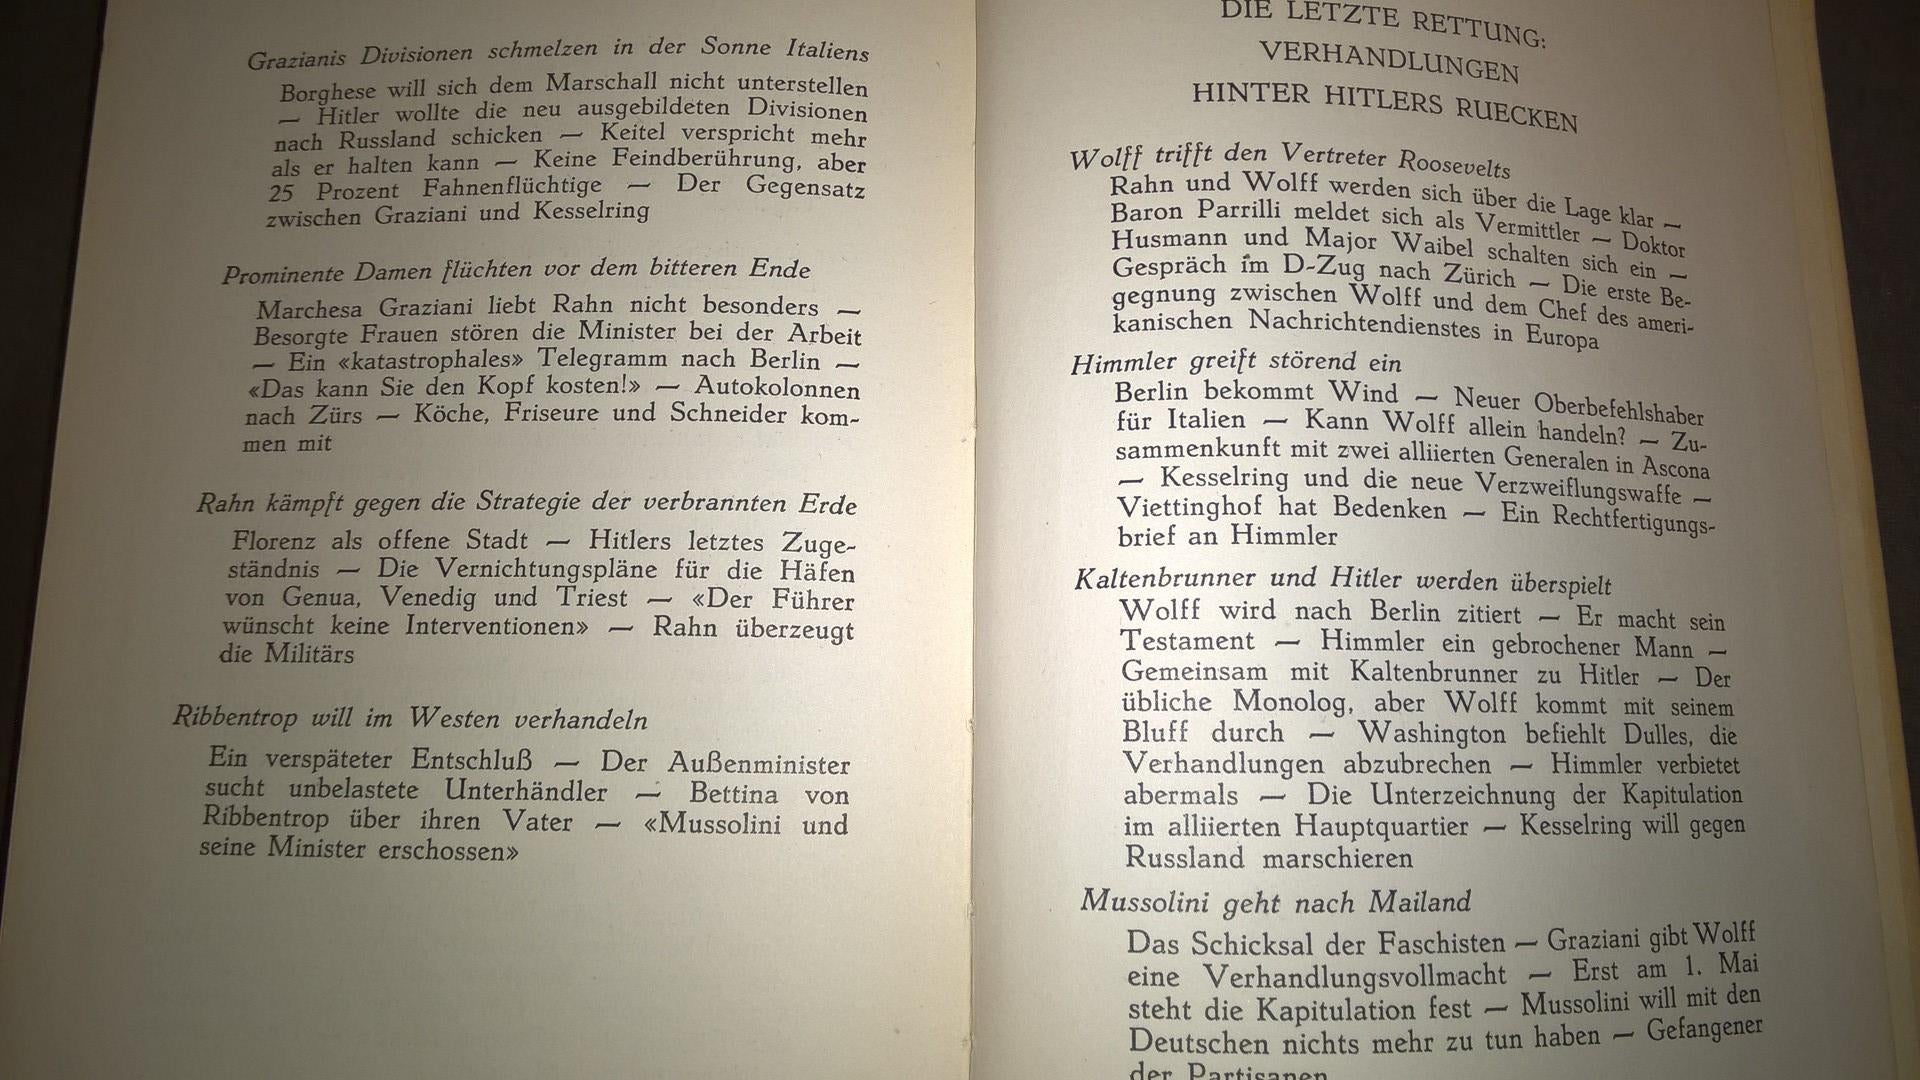 Grazianis Divisionen schmelzen in der Sonne Italiens
Borghese will sich dem Marschall nicht unterstellen
— Hitler wollte die neu ausgebildeten Divisionen
nach Russland schicken — Keitel verspricht mehr
als er halten kann — Keine Feindberührung, aber
25 Prozent Fahnenflüchtige — Der Gegensatz
zwischen Graziani und Kesselring
Prominente Damen flüchten vor dem bitteren Ende
Marchesa Graziani liebt Rahn nicht besonders —
Besorgte Frauen stören die Minister bei der Arbeit
— Ein «katastrophales» Telegramm nach Berlin —
«Das kann Sie den Kopf kosten!» — Autokolonnen
nach Zürs — Köche, Friseure und Schneider kom-
men mit
Rahn kämpft gegen die Strategie der verbrannten Erde
Florenz als offene Stadt — Hitlers letztes Zuge-
ständnis — Die Vernichtungspläne für die Häfen
von Genua, Venedig und Triest — «Der Führer
wünscht keine Interventionen» — Rahn überzeugt
die Militärs
Ribbentrop will im Westen verhandeln
Ein verspäteter Entschluß — Der Außenminister
sucht unbelastete Unterhändler — Bettina von
Ribbentrop über ihren Vater — «Mussolini und
seine Minister erschossen»
DIE LETZTE RETTUNG:
VERHANDLUNGEN
HINTER HITLERS RUECKEN
Wolff trifft den Vertreter Roosevelts
Rahn und Wolff werden sich über die Lage klar —
Baron Parrilli meldet sich als Vermittler — Doktor
Husmann und Major Waibel schalten sich ein —
Gespräch im D-Zug nach Zürich — Die erste Be-
gegnung zwischen Wolff und dem Chef des ameri-
kanischen Nachrichtendienstes in Europa
Himmler greift störend ein
Berlin bekommt Wind — Neuer Oberbefehlshaber
für Italien — Kann Wolff allein handeln? — Zu-
sammenkunft mit zwei alliierten Generalen in Ascona
— Kesselring und die neue Verzweiflungswaffe —
Viettinghof hat Bedenken — Ein Rechtfertigungs-
brief an Himmler
Kaltenbrunner und Hitler werden überspielt
Wolff wird nach Berlin zitiert — Er macht sein
Testament — Himmler ein gebrochener Mann —
Gemeinsam mit Kaltenbrunner zu Hitler — Der
übliche Monolog, aber Wolff kommt mit seinem
Bluff durch — Washington befiehlt Dulles, die
Verhandlungen abzubrechen — Himmler verbietet
abermals — Die Unterzeichnung der Kapitulation
im alliierten Hauptquartier — Kesselring will gegen
Russland marschieren
Mussolini geht nach Mailand
Das Schicksal der Faschisten — Graziani gibt Wolff
eine Verhandlungsvollmacht — Erst am 1. Mai
steht die Kapitulation fest — Mussolini will mit den
Deutschen nichts mehr zu tun haben — Gefangener
der Partisanen